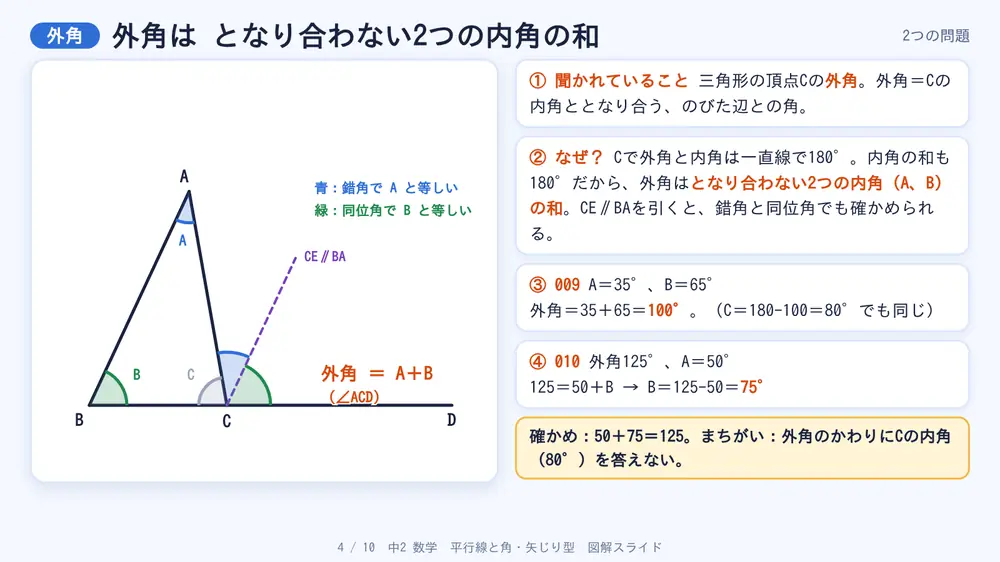 外角
外角は となり合わない2つの内角の和
2つの問題
A
青：錯角で A と等しい
緑：同位角で B と等しい
A
CE∥BA
B
C
外角 ＝ A＋B
（∠ACD）
B
C
D
① 聞かれていること 三角形の頂点Cの外角。外角＝Cの
内角ととなり合う、のびた辺との角。
② なぜ？ Cで外角と内角は一直線で180°。内角の和も
180°だから、外角はとなり合わない2つの内角（A、B）
の和。CE∥BAを引くと、錯角と同位角でも確かめられ
る。
③ 009 A＝35°、B＝65°
外角＝35＋65＝100°。（C＝180−100＝80°でも同じ）
④ 010 外角125°、A＝50°
125＝50＋B → B＝125−50＝75°
確かめ：50＋75＝125。まちがい：外角のかわりにCの内角
（80°）を答えない。
4 / 10 中2 数学 平行線と角・矢じり型 図解スライド